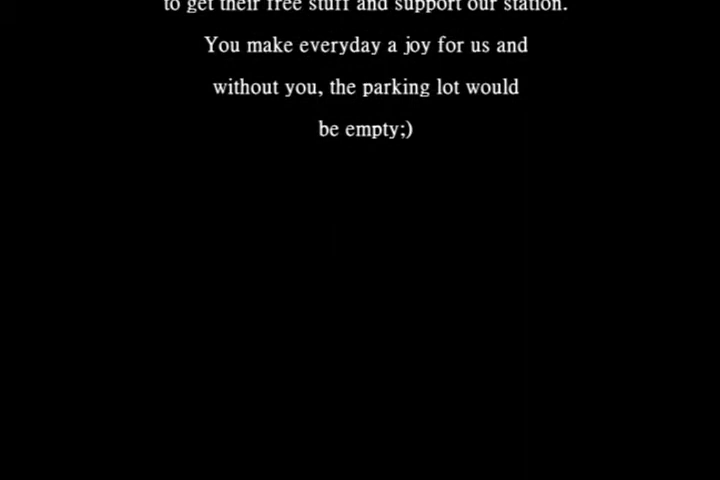 to get their free stuff and support our station.
You make everyday a joy for us and
without you, the parking lot would
be empty;)